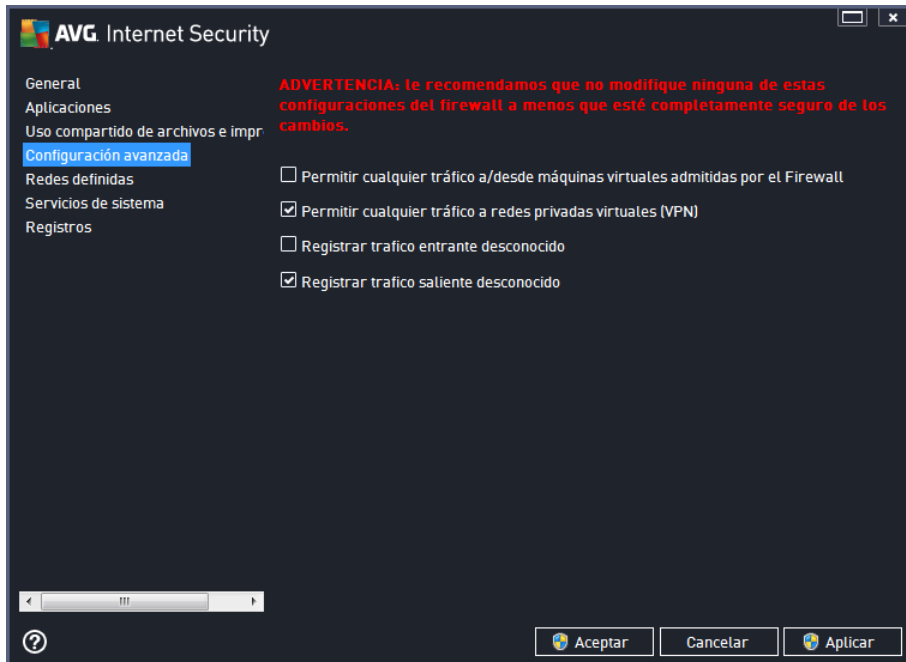 AVG. Internet Security
General
Aplicaciones
Uso compartido de archivos e impr
Configuración avanzada
Redes definidas
Servicios de sistema
Registros
ADVERTENCIA: le recomendamos que no modifique ninguna de estas
configuraciones del firewall a menos que esté completamente seguro de los
cambios.
Permitir cualquier tráfico a/desde máquinas virtuales admitidas por el Firewall
Permitir cualquier tráfico a redes privadas virtuales (VPN)
Registrar trafico entrante desconocido
Registrar trafico saliente desconocido
Aceptar
Cancelar
Aplicar